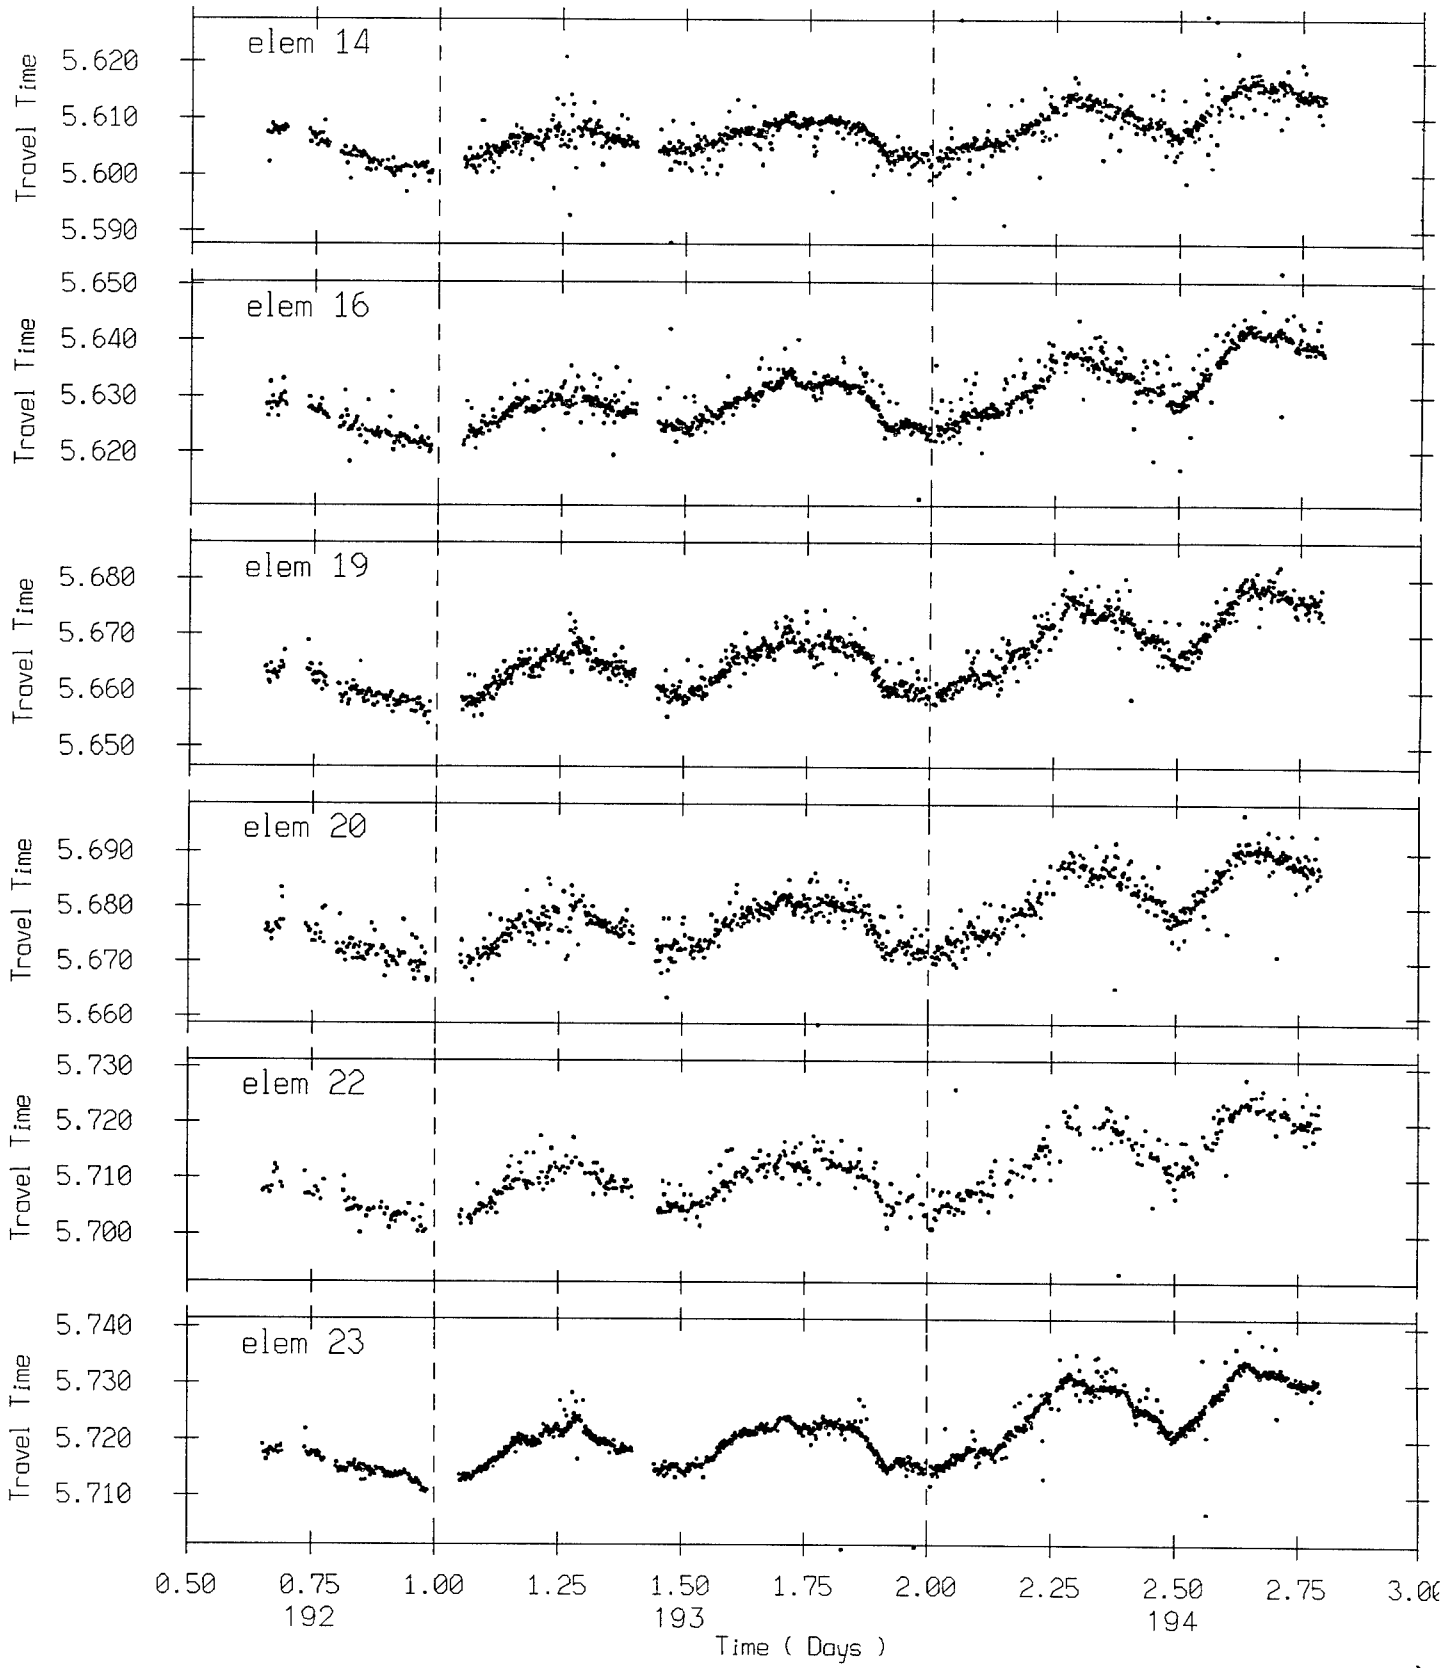 elem 14
Travel Time
5.620
5.610
5.600
5.590
elem 16
Travel Time
5.650
5.640
5.630
5.620
elem 19
Travel Time
5.680
5.670
5.660
5.650
elem 20
Travel Time
5.690
5.680
5.670
5.660
elem 22
Travel Time
5.730
5.720
5.710
5.700
elem 23
Travel Time
5.740
5.730
5.720
5.710
0.50 0.75 1.00 1.25 1.50 1.75 2.00 2.25 2.50 2.75 3.00
192 193 194
Time ( Days )